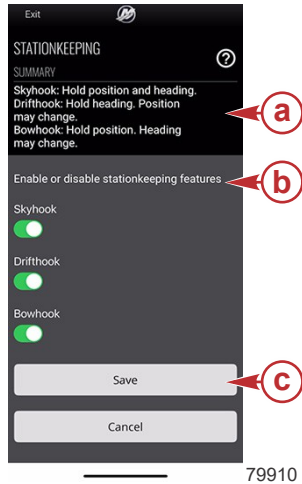 Exit
STATIONKEEPING
SUMMARY
Skyhook: Hold position and heading.
Drifthook: Hold heading. Position
may change.
Bowhook: Hold position. Heading
may change.
a
Enable or disable stationkeeping features
b
Skyhook
Drifthook
Bowhook
Save
c
Cancel
79910